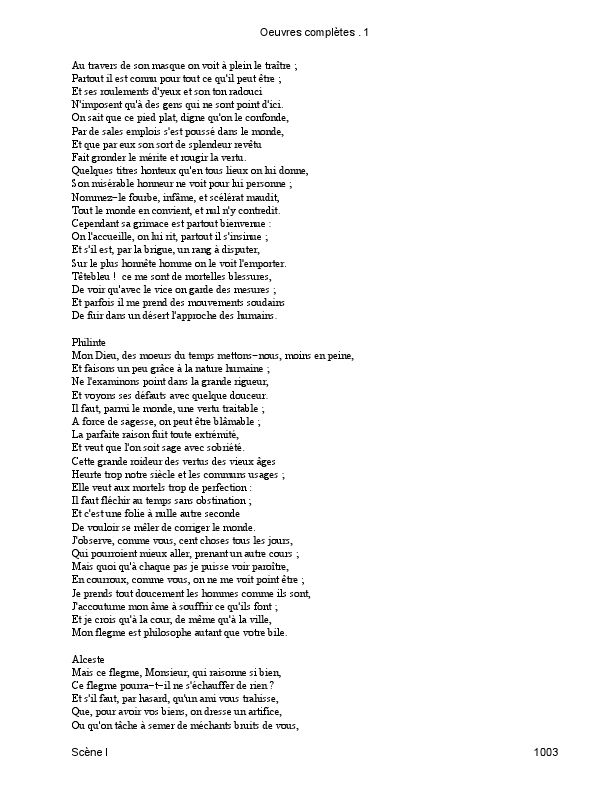 Oeuvres complètes . 1
Au travers de son masque on voit à plein le traître ;
Partout il est connu pour tout ce qu'il peut être ;
Et ses roulements d'yeux et son ton radouci
N'imposent qu'à des gens qui ne sont point d'ici.
On sait que ce pied plat, digne qu'on le confonde,
Par de sales emplois s'est poussé dans le monde,
Et que par eux son sort de splendeur revêtu
Fait gronder le mérite et rougir la vertu.
Quelques titres honteux qu'en tous lieux on lui donne,
Son misérable honneur ne voit pour lui personne ;
Nommez−le fourbe, infâme, et scélérat maudit,
Tout le monde en convient, et nul n'y contredit.
Cependant sa grimace est partout bienvenue :
On l'accueille, on lui rit, partout il s'insinue ;
Et s'il est, par la brigue, un rang à disputer,
Sur le plus honnête homme on le voit l'emporter.
Têtebleu !  ce me sont de mortelles blessures,
De voir qu'avec le vice on garde des mesures ;
Et parfois il me prend des mouvements soudains
De fuir dans un désert l'approche des humains.
Philinte
Mon Dieu, des moeurs du temps mettons−nous, moins en peine,
Et faisons un peu grâce à la nature humaine ;
Ne l'examinons point dans la grande rigueur,
Et voyons ses défauts avec quelque douceur.
Il faut, parmi le monde, une vertu traitable ;
A force de sagesse, on peut être blâmable ;
La parfaite raison fuit toute extrémité,
Et veut que l'on soit sage avec sobriété.
Cette grande roideur des vertus des vieux âges
Heurte trop notre siècle et les communs usages ;
Elle veut aux mortels trop de perfection :
Il faut fléchir au temps sans obstination ;
Et c'est une folie à nulle autre seconde
De vouloir se mêler de corriger le monde.
J'observe, comme vous, cent choses tous les jours,
Qui pourroient mieux aller, prenant un autre cours ;
Mais quoi qu'à chaque pas je puisse voir paroître,
En courroux, comme vous, on ne me voit point être ;
Je prends tout doucement les hommes comme ils sont,
J'accoutume mon âme à souffrir ce qu'ils font ;
Et je crois qu'à la cour, de même qu'à la ville,
Mon flegme est philosophe autant que votre bile.
Alceste
Mais ce flegme, Monsieur, qui raisonne si bien,
Ce flegme pourra−t−il ne s'échauffer de rien ?
Et s'il faut, par hasard, qu'un ami vous trahisse,
Que, pour avoir vos biens, on dresse un artifice,
Ou qu'on tâche à semer de méchants bruits de vous,
Scène I
1003